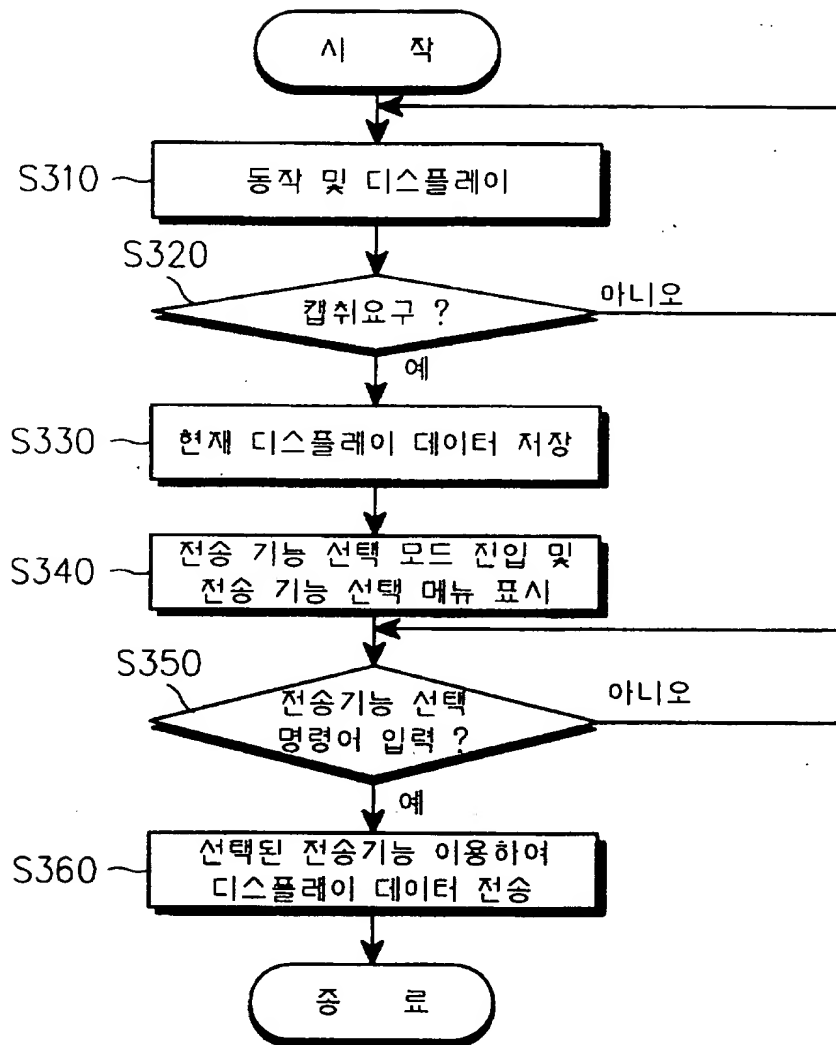 시 작
S310
동작 및 디스플레이
S320
캡취요구 ?
아니오
예
S330
현재 디스플레이 데이터 저장
S340
전송 기능 선택 모드 진입 및
전송 기능 선택 메뉴 표시
S350
전송기능 선택
명령어 입력 ?
아니오
예
S360
선택된 전송기능 이용하여
디스플레이 데이터 전송
종 료